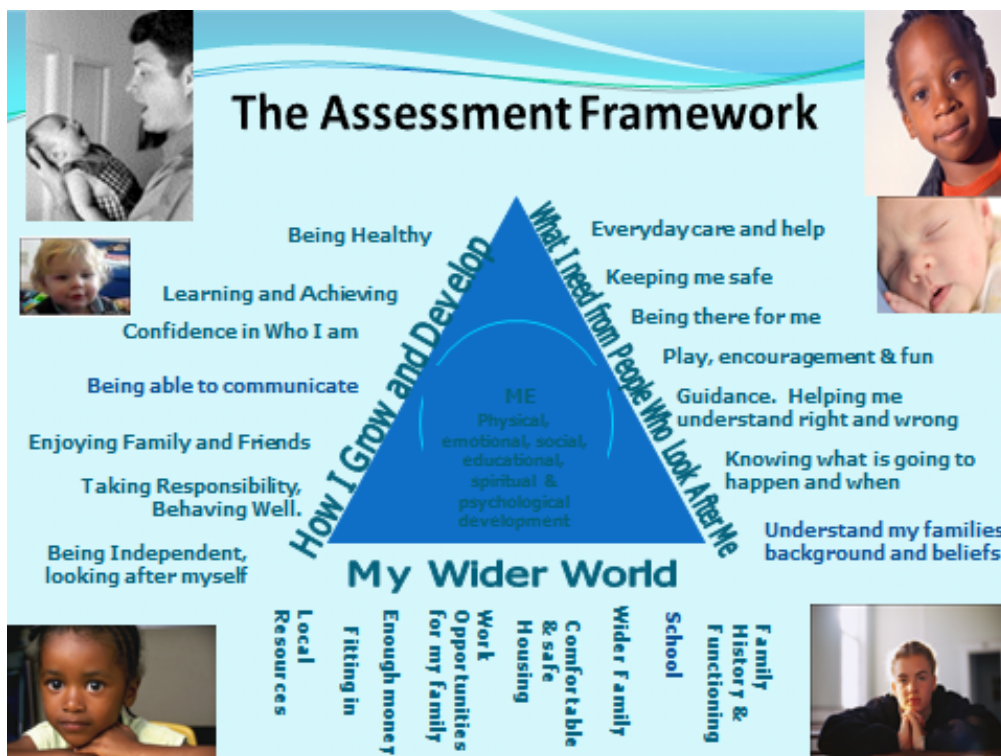 The Assessment Framework
Being Healthy
Learning and Achieving
Confidence in Who I am
Being able to communicate
Enjoying Family and Friends
Taking Responsibility,
Behaving Well.
Being Independent,
looking after myself
How I Grow and Develop
ME
Physical,
emotional, social,
educational,
spiritual &
psychological
development
What I need from People Who Look After Me
Everyday care and help
Keeping me safe
Being there for me
Play, encouragement & fun
Guidance. Helping me
understand right and wrong
Knowing what is going to
happen and when
Understand my families
background and beliefs
My Wider World
Local
Resources
Fitting in
Enough money
for my family
Work
Opportunities
Comfortable
& safe
Housing
Wider Family
School
Family
History &
Functioning